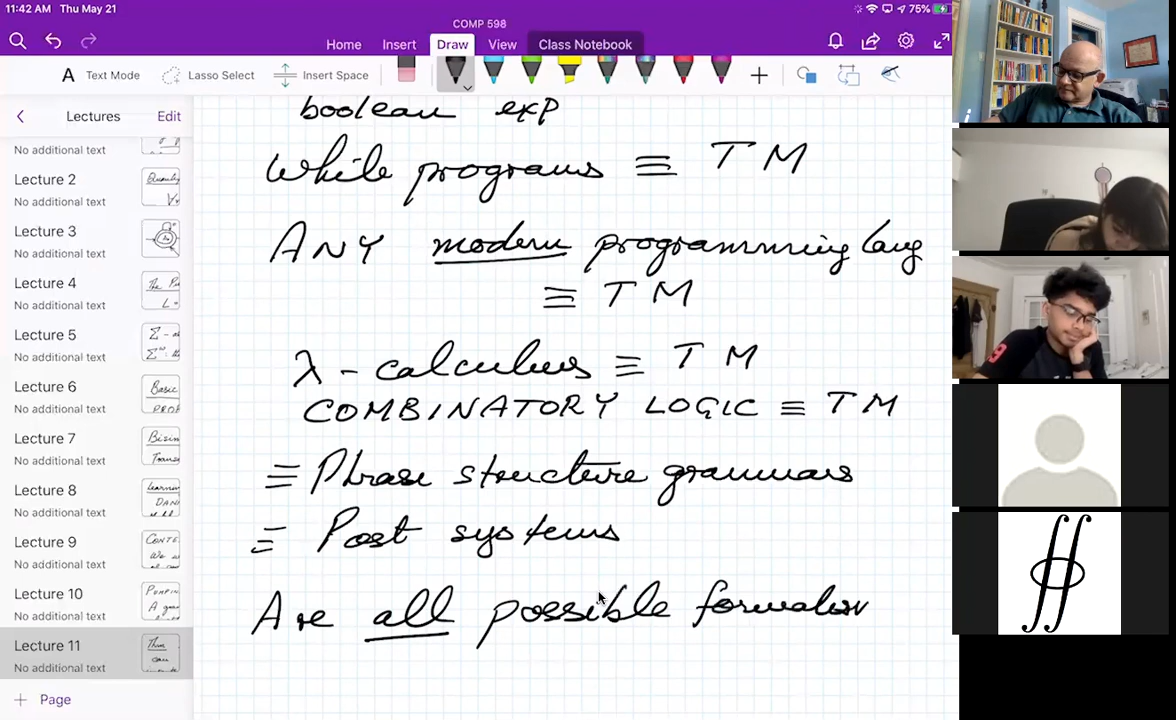 11:42 AM Thu May 21
75%
COMP 598
Home Insert Draw View Class Notebook
A Text Mode Lasso Select Insert Space
Lectures Edit
No additional text
Lecture 2
No additional text
Lecture 3
No additional text
Lecture 4
No additional text
Lecture 5
No additional text
Lecture 6
No additional text
Lecture 7
No additional text
Lecture 8
No additional text
Lecture 9
No additional text
Lecture 10
No additional text
Lecture 11
No additional text
+ Page
boolean exp
While programs ≡ TM
ANY modern programming lang
≡ TM
λ-calculus ≡ TM
COMBINATORY LOGIC ≡ TM
≡ Phrase structure grammars
≡ Post systems
Are all possible